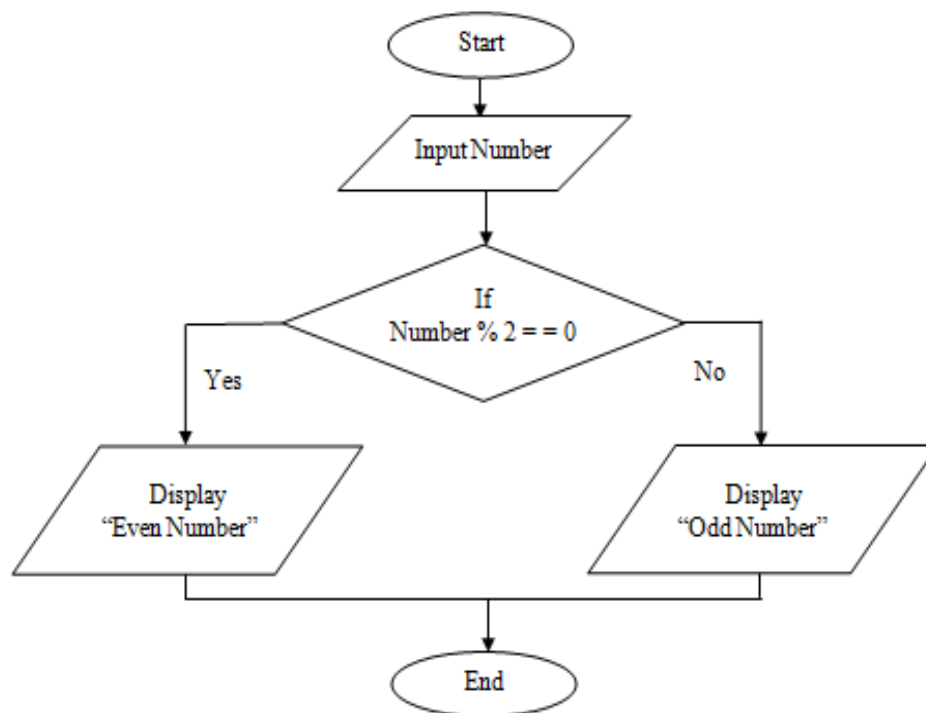 Start
Input Number
If
Number % 2 = = 0
Yes
No
Display
“Even Number”
Display
“Odd Number”
End